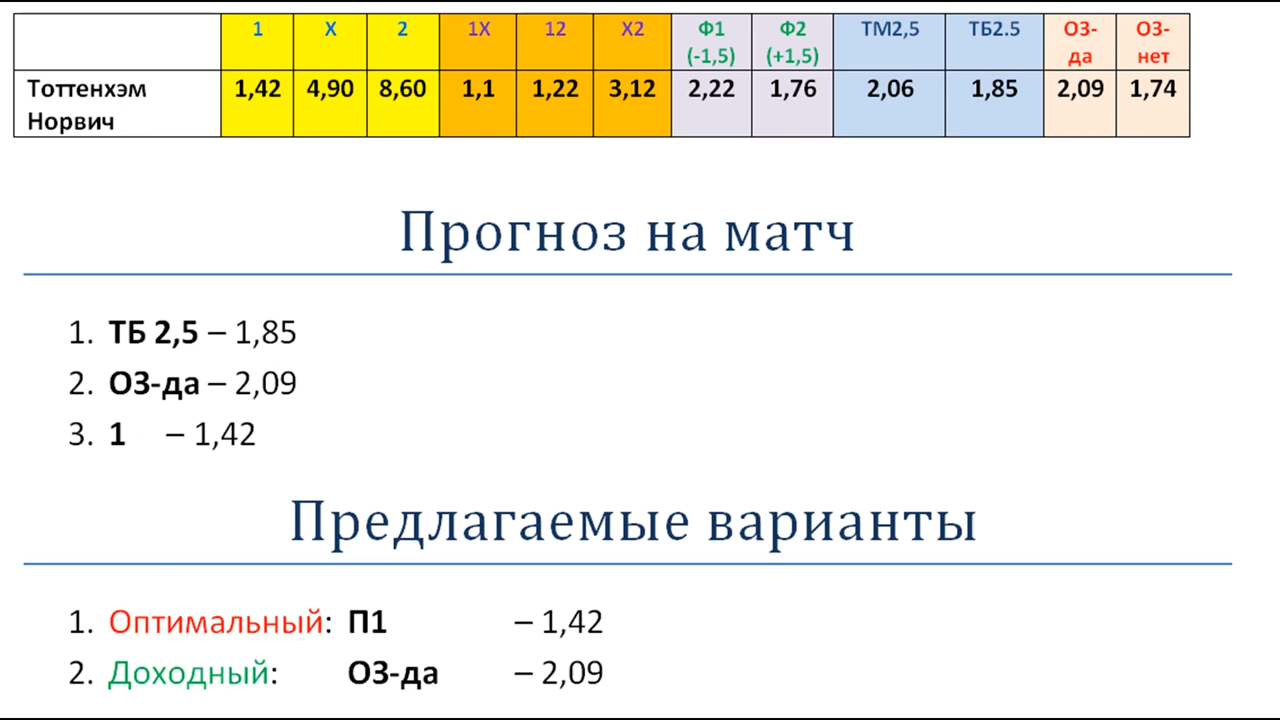 1 X 2 1X 12 X2 Ф1 (-1,5) Ф2 (+1,5) ТМ2,5 ТБ2.5 ОЗ-да ОЗ-нет
Тоттенхэм Норвич 1,42 4,90 8,60 1,1 1,22 3,12 2,22 1,76 2,06 1,85 2,09 1,74
Прогноз на матч
1. ТБ 2,5 – 1,85
2. ОЗ-да – 2,09
3. 1 – 1,42
Предлагаемые варианты
1. Оптимальный: П1 – 1,42
2. Доходный: ОЗ-да – 2,09